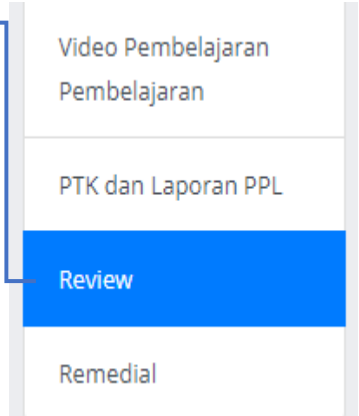 Video Pembelajaran
Pembelajaran
PTK dan Laporan PPL
Review
Remedial